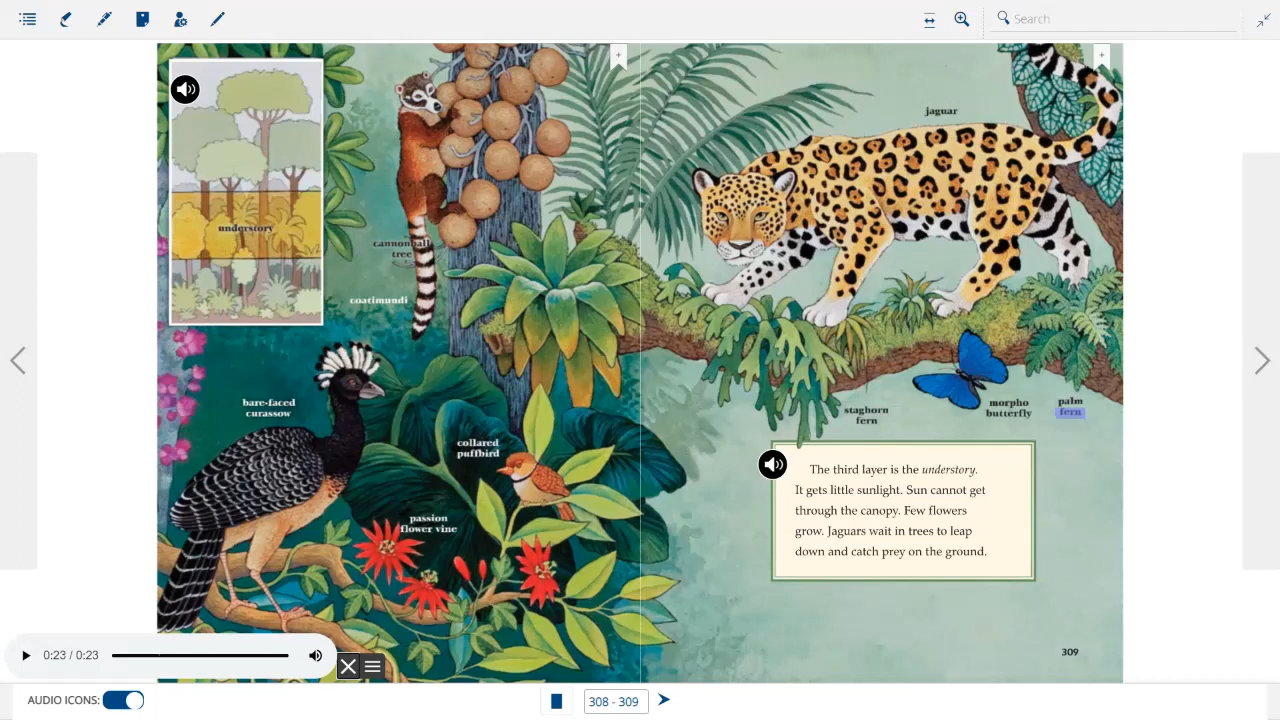 Search
understory
cannonball
tree
coatimundi
bare-faced
curassow
collared
puffbird
passion
flower vine
jaguar
staghorn
fern
morpho
butterfly
palm
fern
The third layer is the understory.
It gets little sunlight. Sun cannot get
through the canopy. Few flowers
grow. Jaguars wait in trees to leap
down and catch prey on the ground.
309
0:23 / 0:23
AUDIO ICONS:
308 - 309